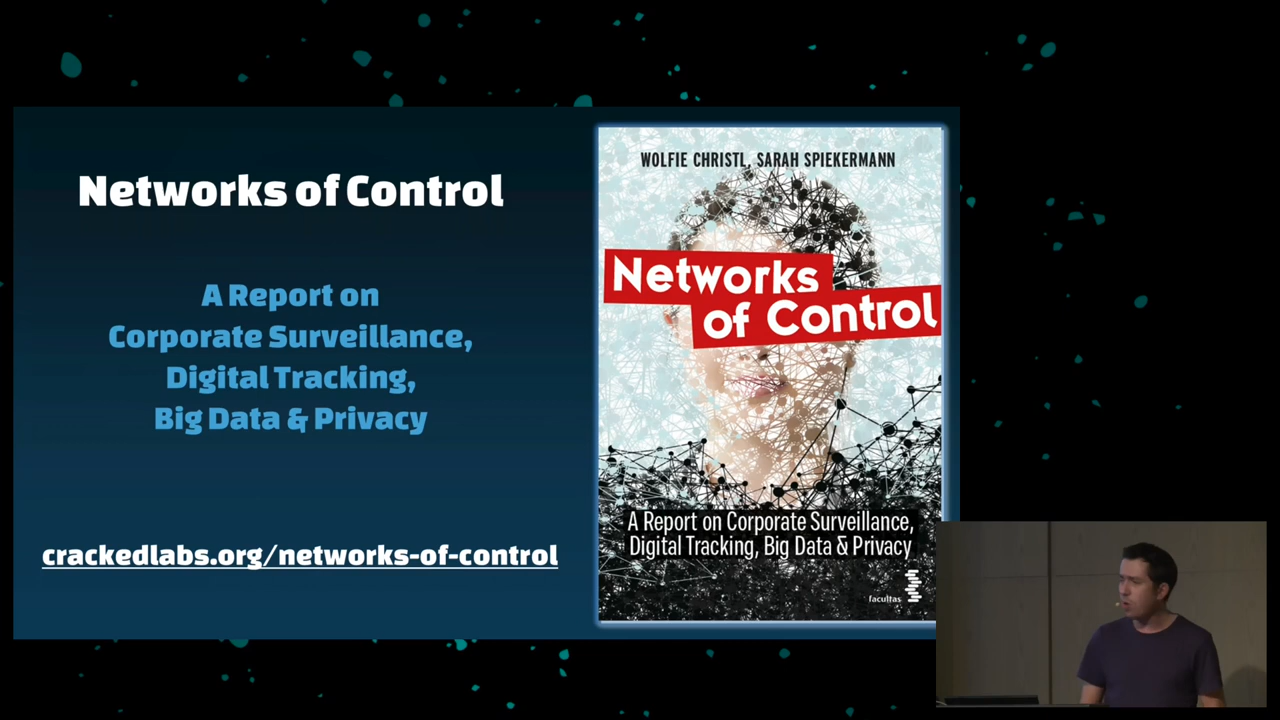 Networks of Control
A Report on
Corporate Surveillance,
Digital Tracking,
Big Data & Privacy
crackedlabs.org/networks-of-control
WOLFIE CHRISTL, SARAH SPIEKERMANN
Networks
of Control
A Report on Corporate Surveillance,
Digital Tracking, Big Data & Privacy
facultas